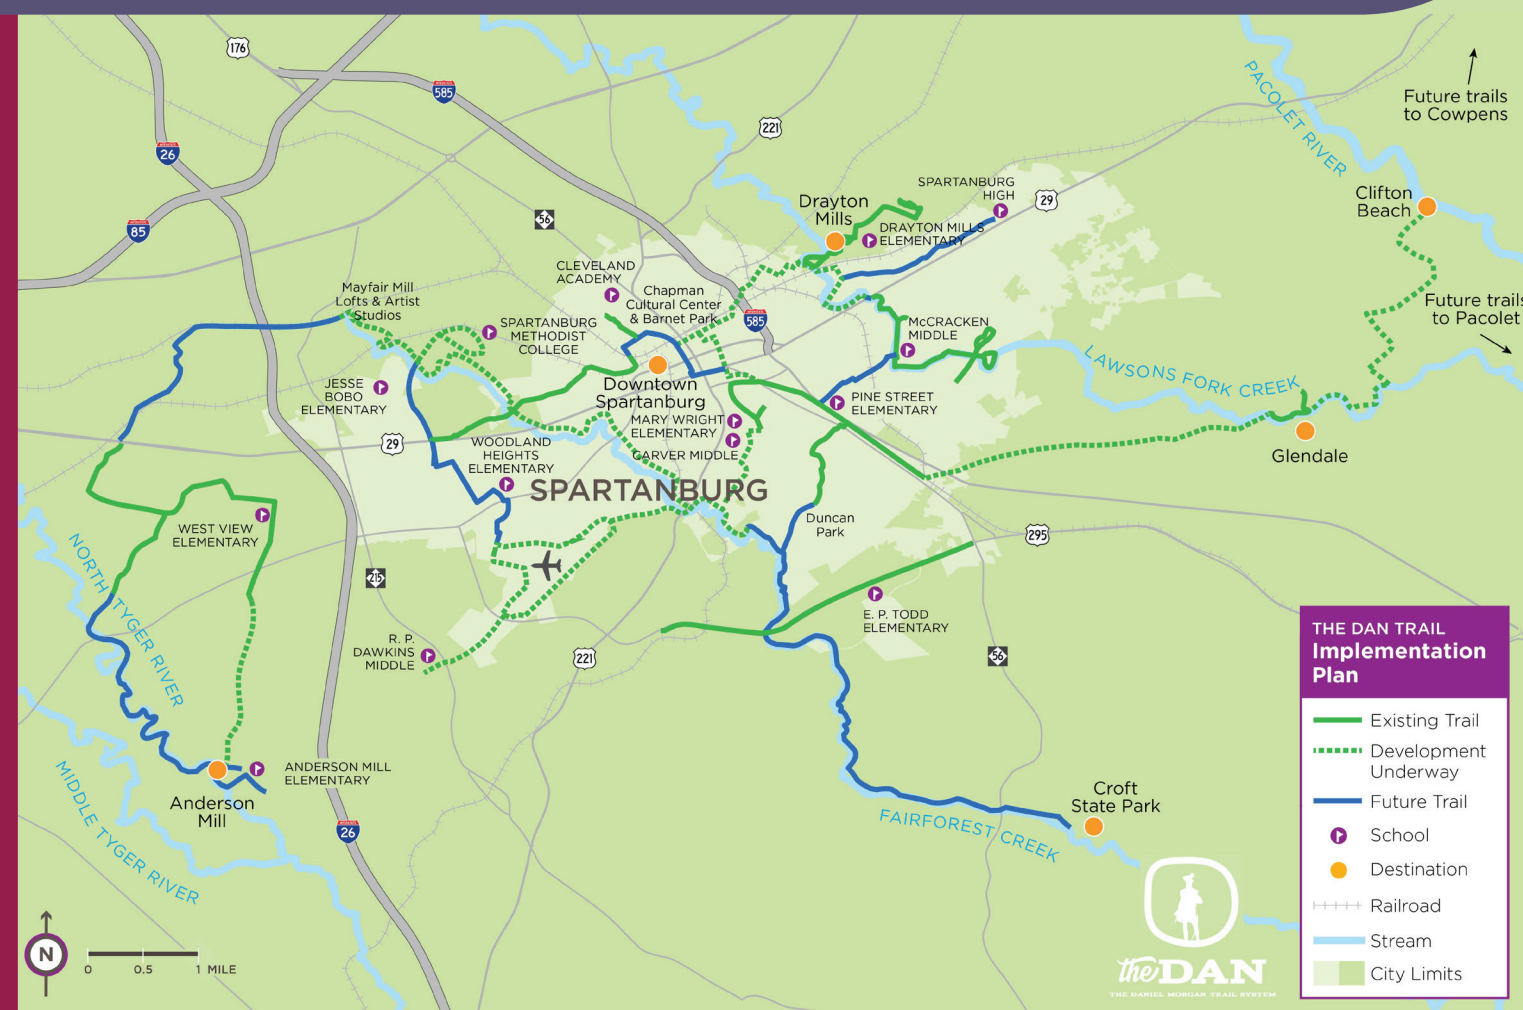 176
585
26
221
PACOLET RIVER
Future trails
to Cowpens
85
56
Drayton
Mills
SPARTANBURG
HIGH
29
Clifton
Beach
DRAYTON MILLS
ELEMENTARY
CLEVELAND
ACADEMY
Mayfair Mill
Lofts & Artist
Studios
Chapman
Cultural Center
& Barnet Park
585
SPARTANBURG
METHODIST
COLLEGE
McCRACKEN
MIDDLE
Future trails
to Pacolet
LAWSONS FORK CREEK
JESSE
BOBO
ELEMENTARY
Downtown
Spartanburg
PINE STREET
ELEMENTARY
MARY WRIGHT
ELEMENTARY
CARVER MIDDLE
29
WOODLAND
HEIGHTS
ELEMENTARY
Glendale
SPARTANBURG
WEST VIEW
ELEMENTARY
Duncan
Park
295
NORTH TYGER RIVER
215
E. P. TODD
ELEMENTARY
R. P.
DAWKINS
MIDDLE
221
56
ANDERSON MILL
ELEMENTARY
Anderson
Mill
MIDDLE TYGER RIVER
26
Croft
State Park
FAIRFOREST CREEK
N
0 0.5 1 MILE
the DAN
THE DANIEL MORGAN TRAIL SYSTEM
THE DAN TRAIL
Implementation
Plan
Existing Trail
Development
Underway
Future Trail
School
Destination
Railroad
Stream
City Limits